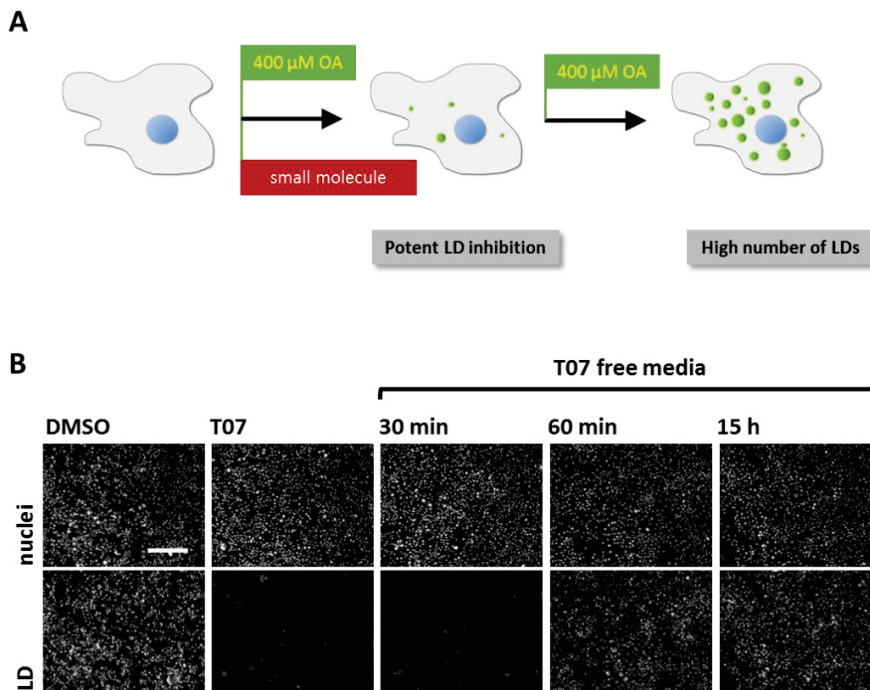 A
400 µM OA
400 µM OA
small molecule
Potent LD inhibition
High number of LDs
B
T07 free media
DMSO
T07
30 min
60 min
15 h
nuclei
LD